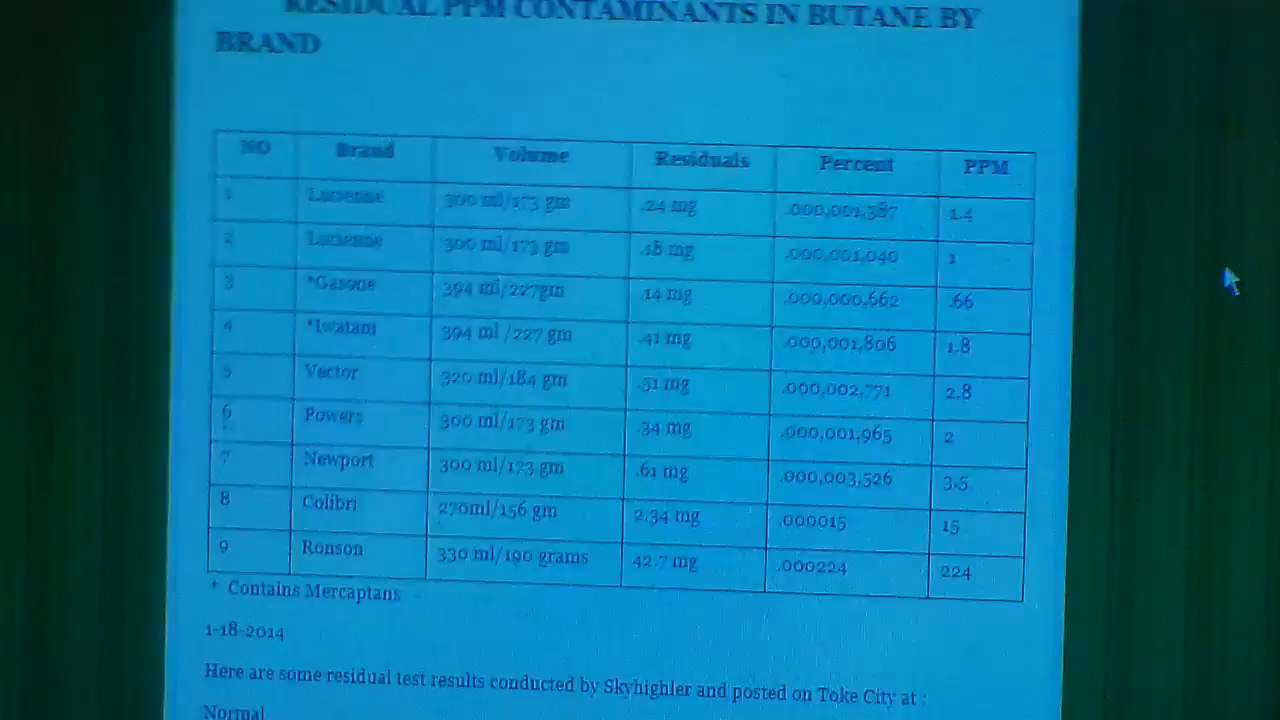 RESIDUAL PPM CONTAMINANTS IN BUTANE BY
BRAND
NO Brand Volume Residuals Percent PPM
1 Lucienne 300 ml/173 gm .24 mg .000,001,387 1.4
2 Lucienne 300 ml/173 gm .18 mg .000,001,040 1
3 *Gasone 394 ml/227gm .14 mg .000,000,662 .66
4 *Iwatani 394 ml /227 gm .41 mg .000,001,806 1.8
5 Vector 320 ml/184 gm .51 mg .000,002,771 2.8
6 Powers 300 ml/173 gm .34 mg .000,001,965 2
7 Newport 300 ml/173 gm .61 mg .000,003,526 3.5
8 Colibri 270ml/156 gm 2.34 mg .000015 15
9 Ronson 330 ml/190 grams 42.7 mg .000224 224
* Contains Mercaptans
1-18-2014
Here are some residual test results conducted by Skyhighler and posted on Toke City at :
Normal